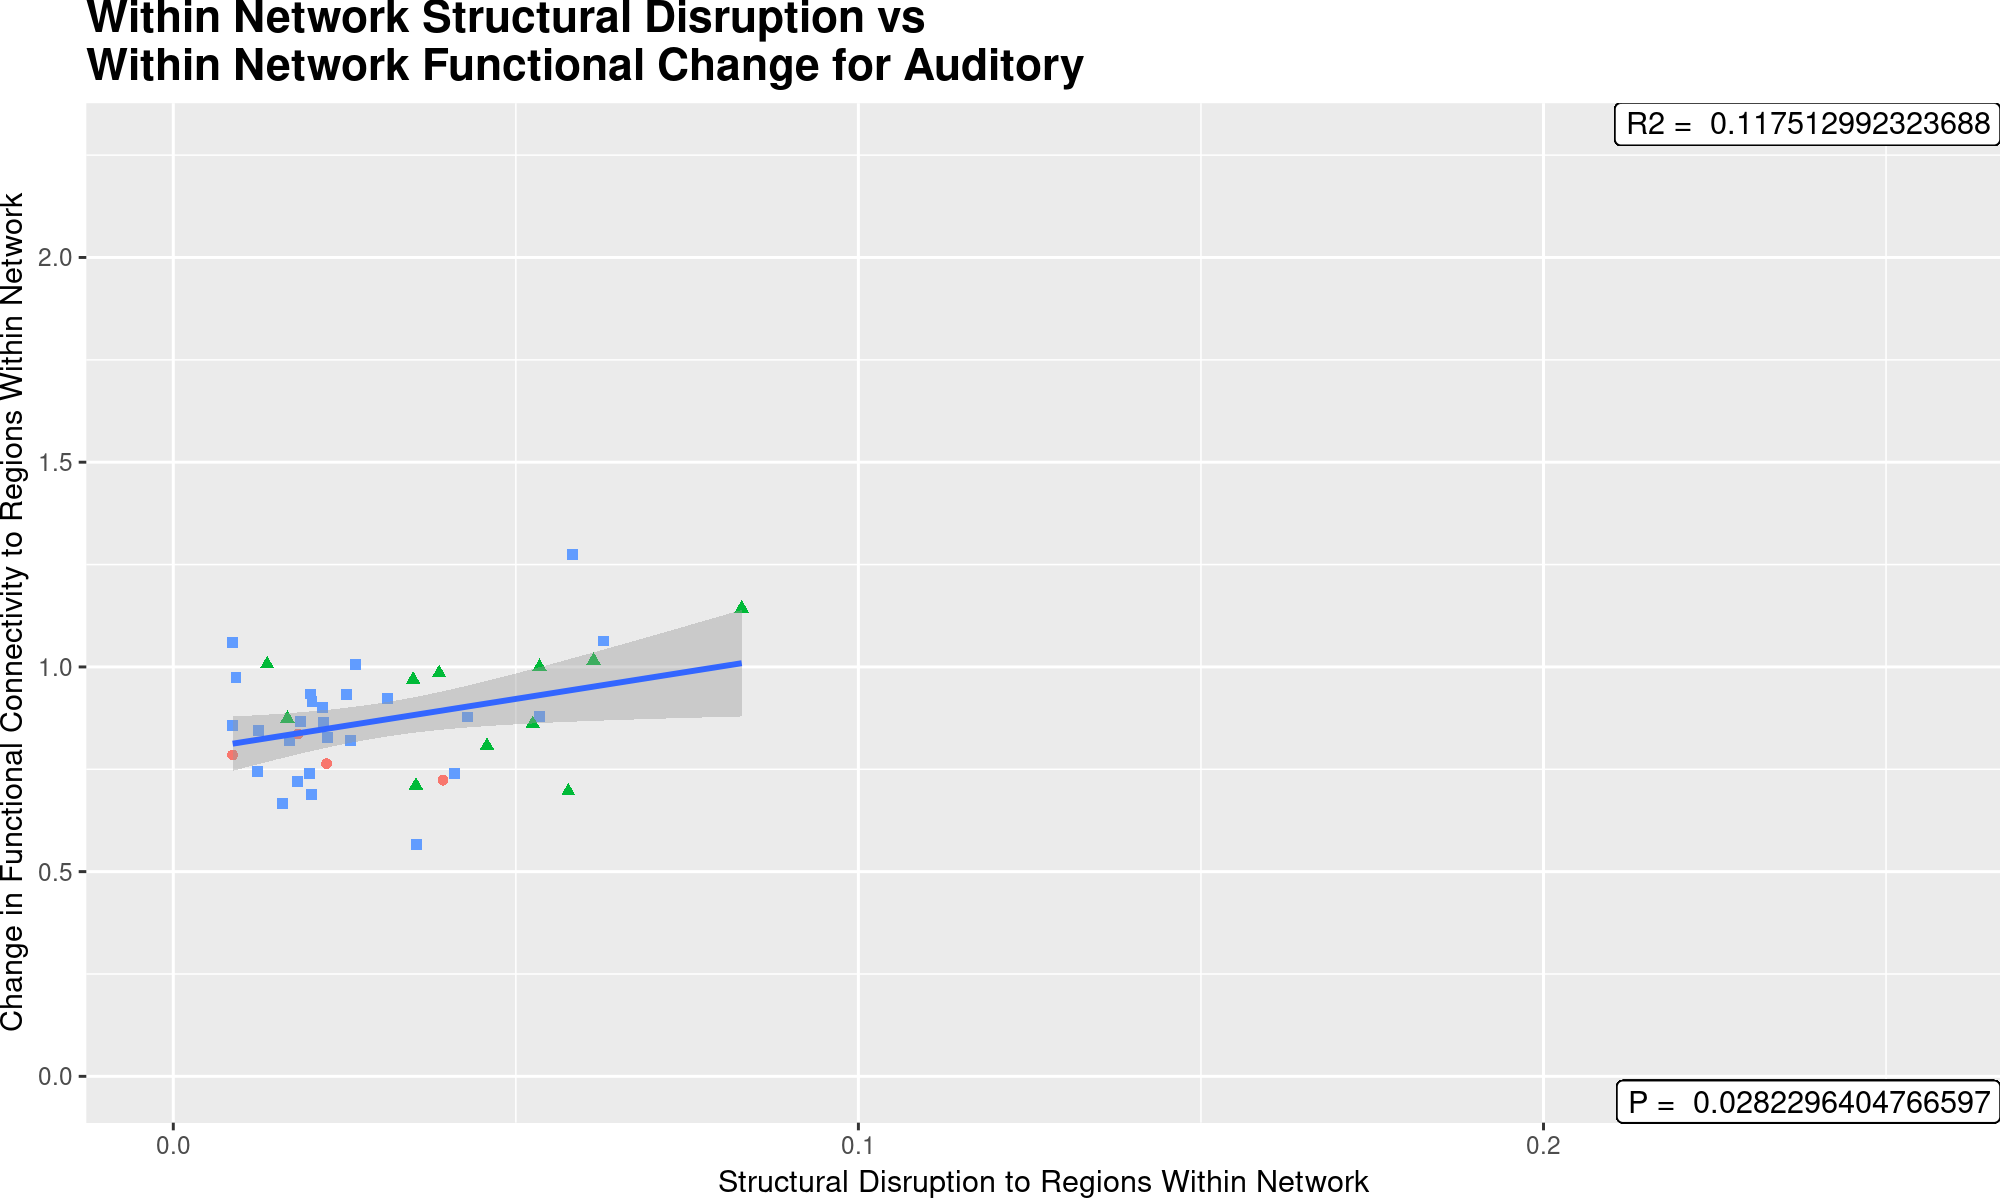 Within Network Structural Disruption vs
Within Network Functional Change for Auditory
R2 =  0.117512992323688
Change in Functional Connectivity to Regions Within Network
2.0
1.5
1.0
0.5
0.0
P =  0.0282296404766597
0.0
0.1
0.2
Structural Disruption to Regions Within Network